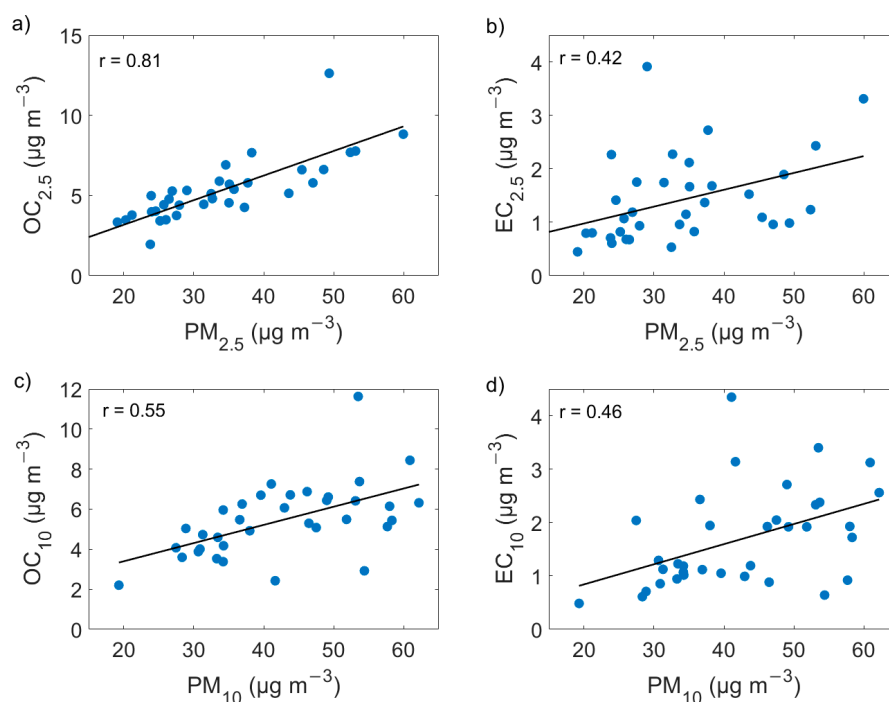 a)
r = 0.81
15
10
5
0
OC2.5 (µg m−3)
20 30 40 50 60
PM2.5 (µg m−3)
b)
r = 0.42
4
3
2
1
0
EC2.5 (µg m−3)
20 30 40 50 60
PM2.5 (µg m−3)
c)
r = 0.55
12
10
8
6
4
2
0
OC10 (µg m−3)
20 30 40 50 60
PM10 (µg m−3)
d)
r = 0.46
4
3
2
1
0
EC10 (µg m−3)
20 30 40 50 60
PM10 (µg m−3)